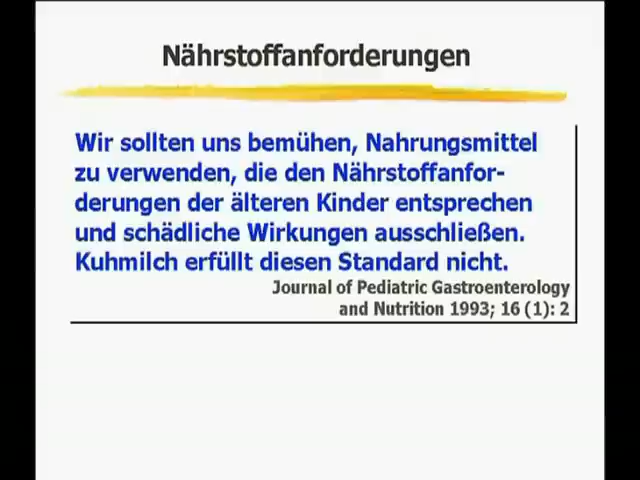 Nährstoffanforderungen
Wir sollten uns bemühen, Nahrungsmittel
zu verwenden, die den Nährstoffanfor-
derungen der älteren Kinder entsprechen
und schädliche Wirkungen ausschließen.
Kuhmilch erfüllt diesen Standard nicht.
Journal of Pediatric Gastroenterology
and Nutrition 1993; 16 (1): 2